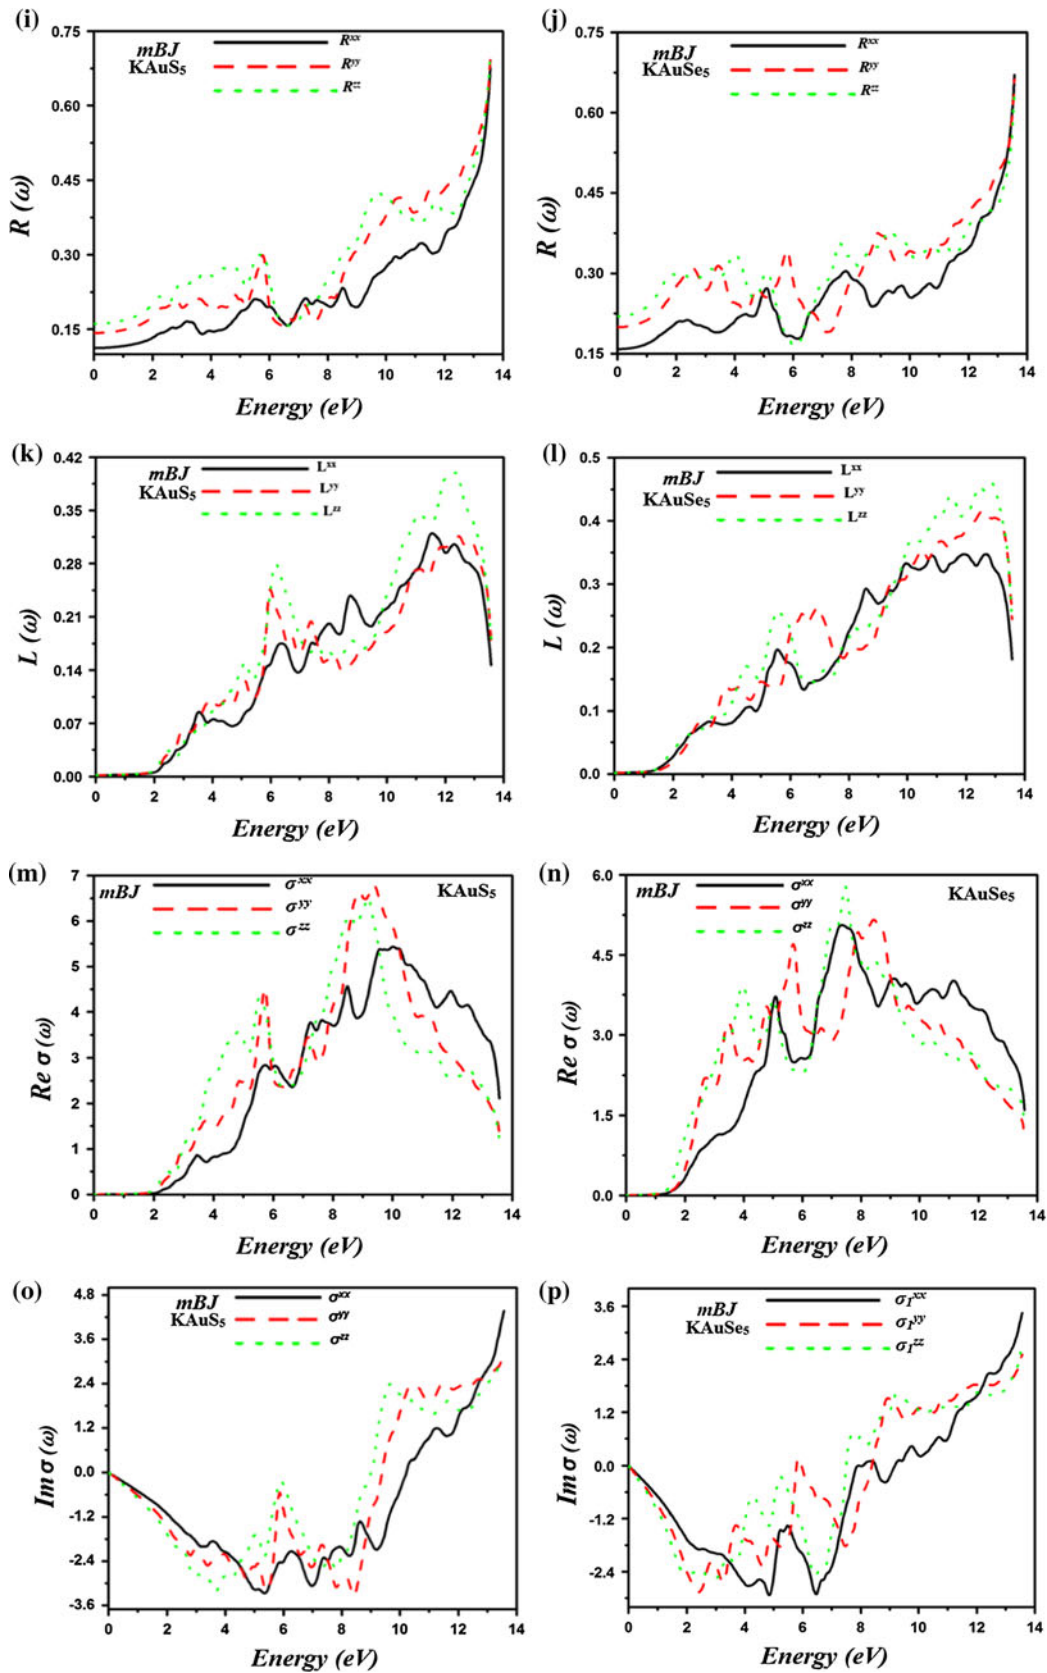 (i)
0.75
0.60
0.45
0.30
0.15
R (ω)
mBJ
KAuS5
Rxx
Ryy
Rzz
0 2 4 6 8 10 12 14
Energy (eV)
(j)
0.75
0.60
0.45
0.30
0.15
R (ω)
mBJ
KAuSe5
Rxx
Ryy
Rzz
0 2 4 6 8 10 12 14
Energy (eV)
(k)
0.42
0.35
0.28
0.21
0.14
0.07
0.00
L (ω)
mBJ
KAuS5
Lxx
Lyy
Lzz
0 2 4 6 8 10 12 14
Energy (eV)
(l)
0.5
0.4
0.3
0.2
0.1
0.0
L (ω)
mBJ
KAuSe5
Lxx
Lyy
Lzz
0 2 4 6 8 10 12 14
Energy (eV)
(m)
7
6
5
4
3
2
1
0
Re σ (ω)
mBJ
σxx
σyy
σzz
KAuS5
0 2 4 6 8 10 12 14
Energy (eV)
(n)
6.0
4.5
3.0
1.5
0.0
Re σ (ω)
mBJ
σxx
σyy
σzz
KAuSe5
0 2 4 6 8 10 12 14
Energy (eV)
(o)
4.8
3.6
2.4
1.2
0.0
-1.2
-2.4
-3.6
Im σ (ω)
mBJ
KAuS5
σxx
σyy
σzz
0 2 4 6 8 10 12 14
Energy (eV)
(p)
3.6
2.4
1.2
0.0
-1.2
-2.4
Im σ (ω)
mBJ
KAuSe5
σ1xx
σ1yy
σ1zz
0 2 4 6 8 10 12 14
Energy (eV)